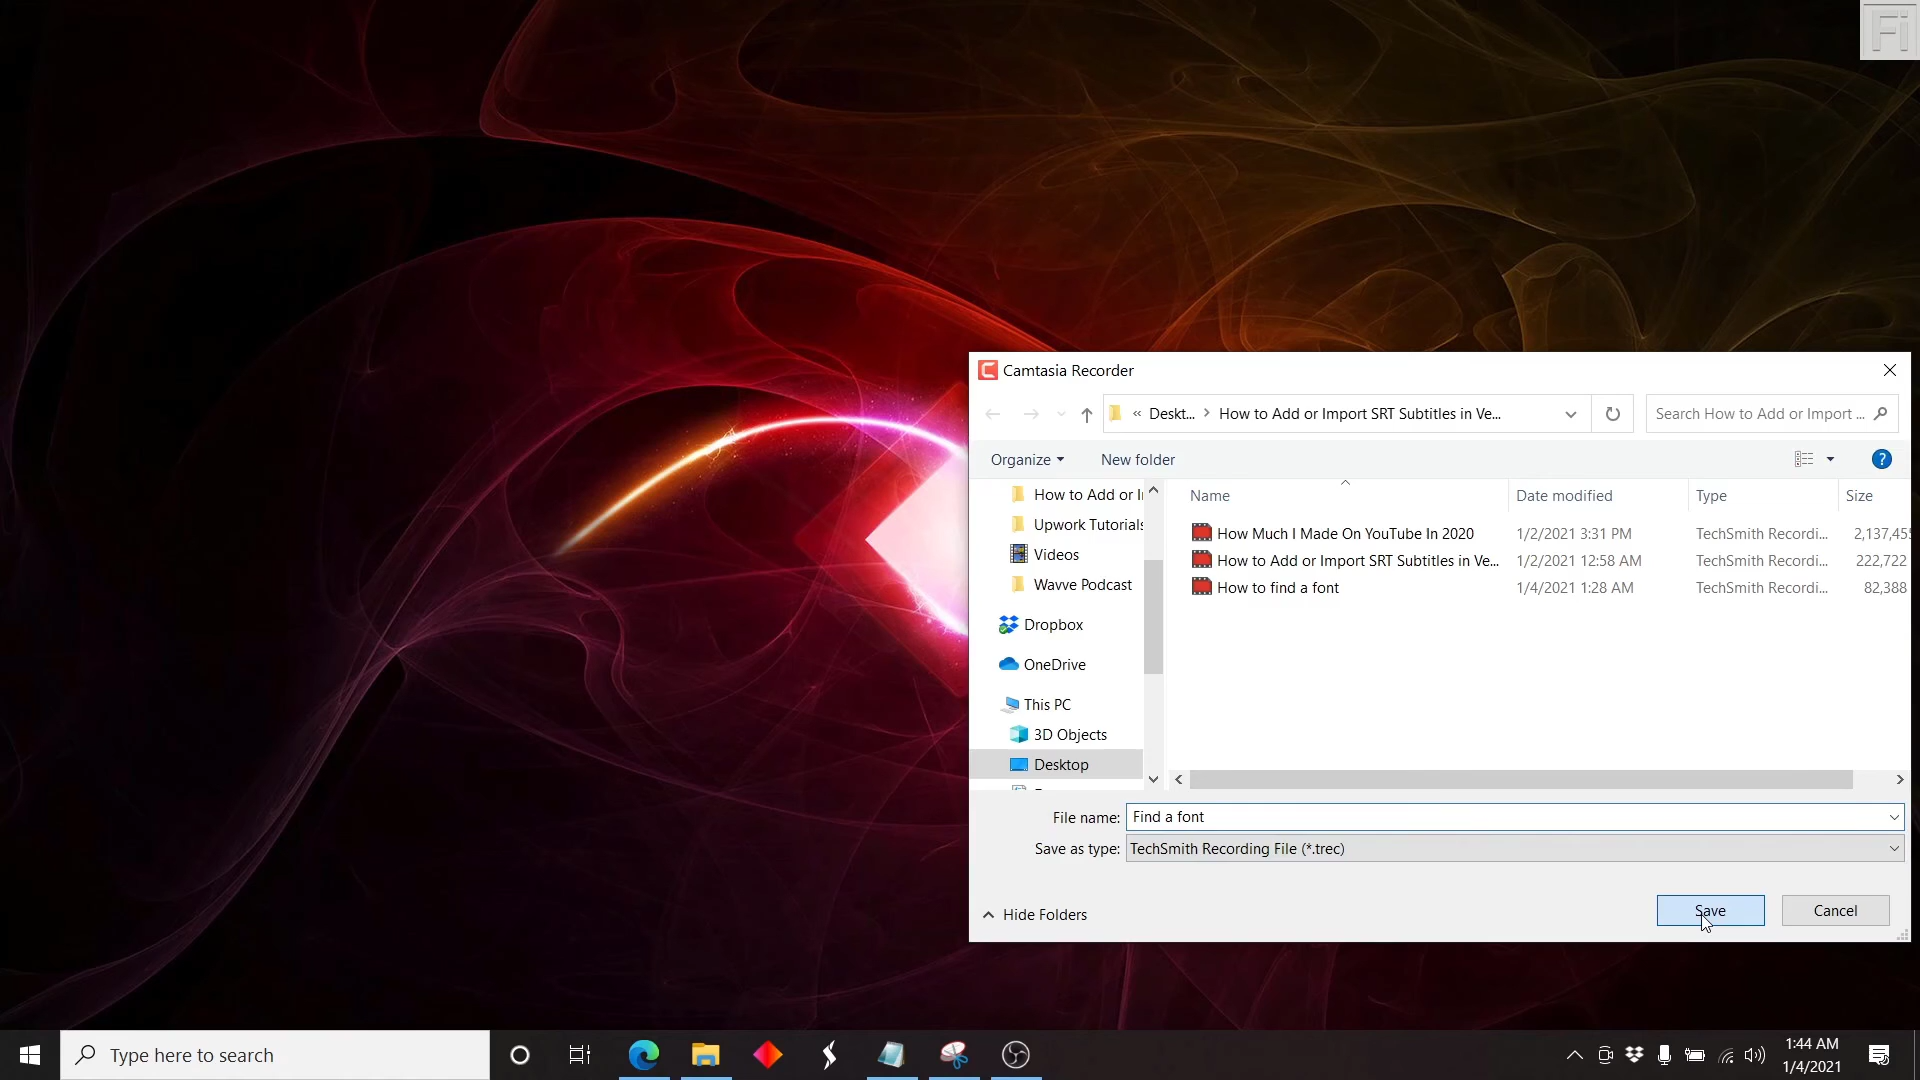 Fi
Camtasia Recorder
« Deskt... > How to Add or Import SRT Subtitles in Ve...
Search How to Add or Import ...
Organize
New folder
?
How to Add or I
Upwork Tutorials
Videos
Wavve Podcast
Dropbox
OneDrive
This PC
3D Objects
Desktop
Name Date modified Type Size
How Much I Made On YouTube In 2020 1/2/2021 3:31 PM TechSmith Recordi... 2,137,455
How to Add or Import SRT Subtitles in Ve... 1/2/2021 12:58 AM TechSmith Recordi... 222,722
How to find a font 1/4/2021 1:28 AM TechSmith Recordi... 82,388
File name: Find a font
Save as type: TechSmith Recording File (*.trec)
Hide Folders
Save
Cancel
Type here to search
1:44 AM
1/4/2021